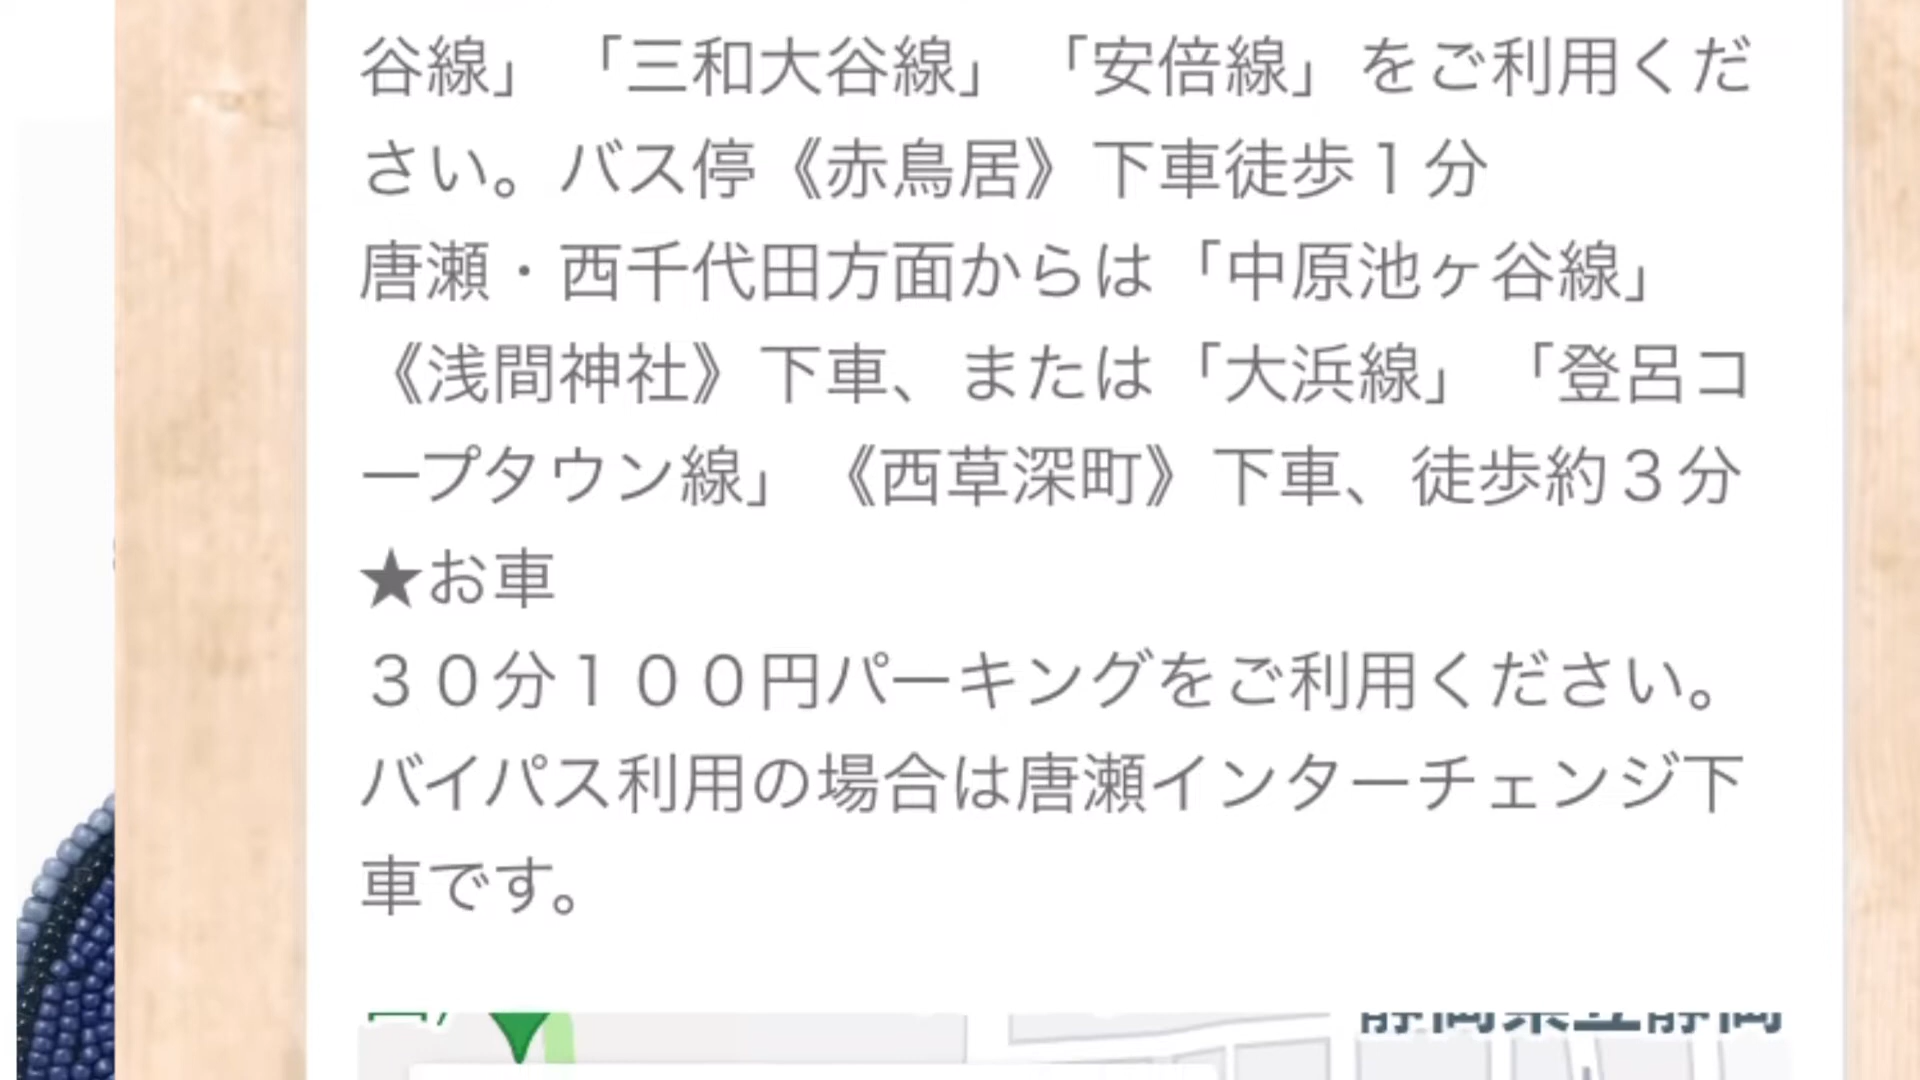 谷線」「三和大谷線」「安倍線」をご利用くだ
さい。バス停《赤鳥居》下車徒歩１分
唐瀬・西千代田方面からは「中原池ヶ谷線」
《浅間神社》下車、または「大浜線」「登呂コ
ープタウン線」《西草深町》下車、徒歩約３分
★お車
３０分１００円パーキングをご利用ください。
バイパス利用の場合は唐瀬インターチェンジ下
車です。
静岡県立静岡